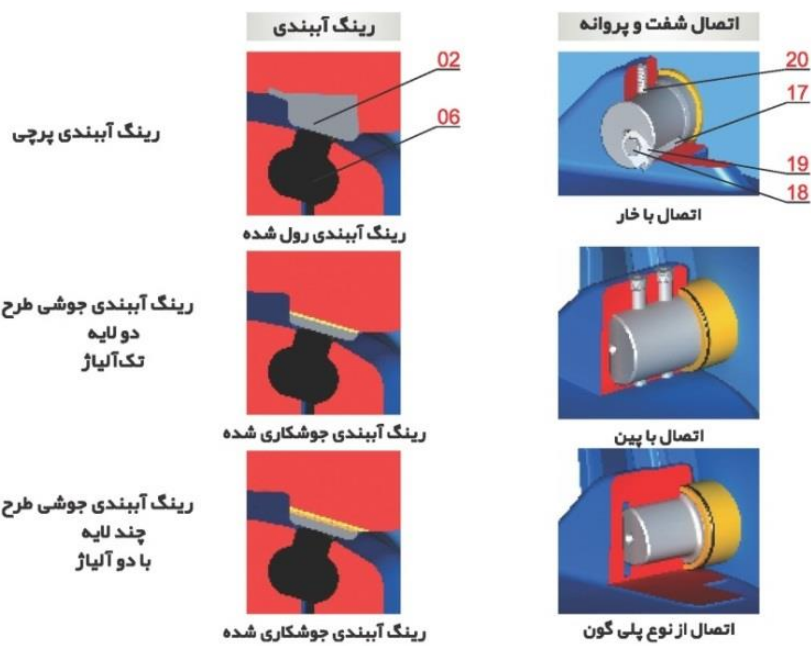 اتصال شفت و پروانه
رینگ آببندی
20
17
19
18
اتصال با خار
02
06
رینگ آببندی رول شده
رینگ آببندی پرچی
اتصال با پین
رینگ آببندی جوشکاری شده
رینگ آببندی جوشی طرح
دو لایه
تک‌آلیاژ
اتصال از نوع پلی گون
رینگ آببندی جوشکاری شده
رینگ آببندی جوشی طرح
چند لایه
با دو آلیاژ